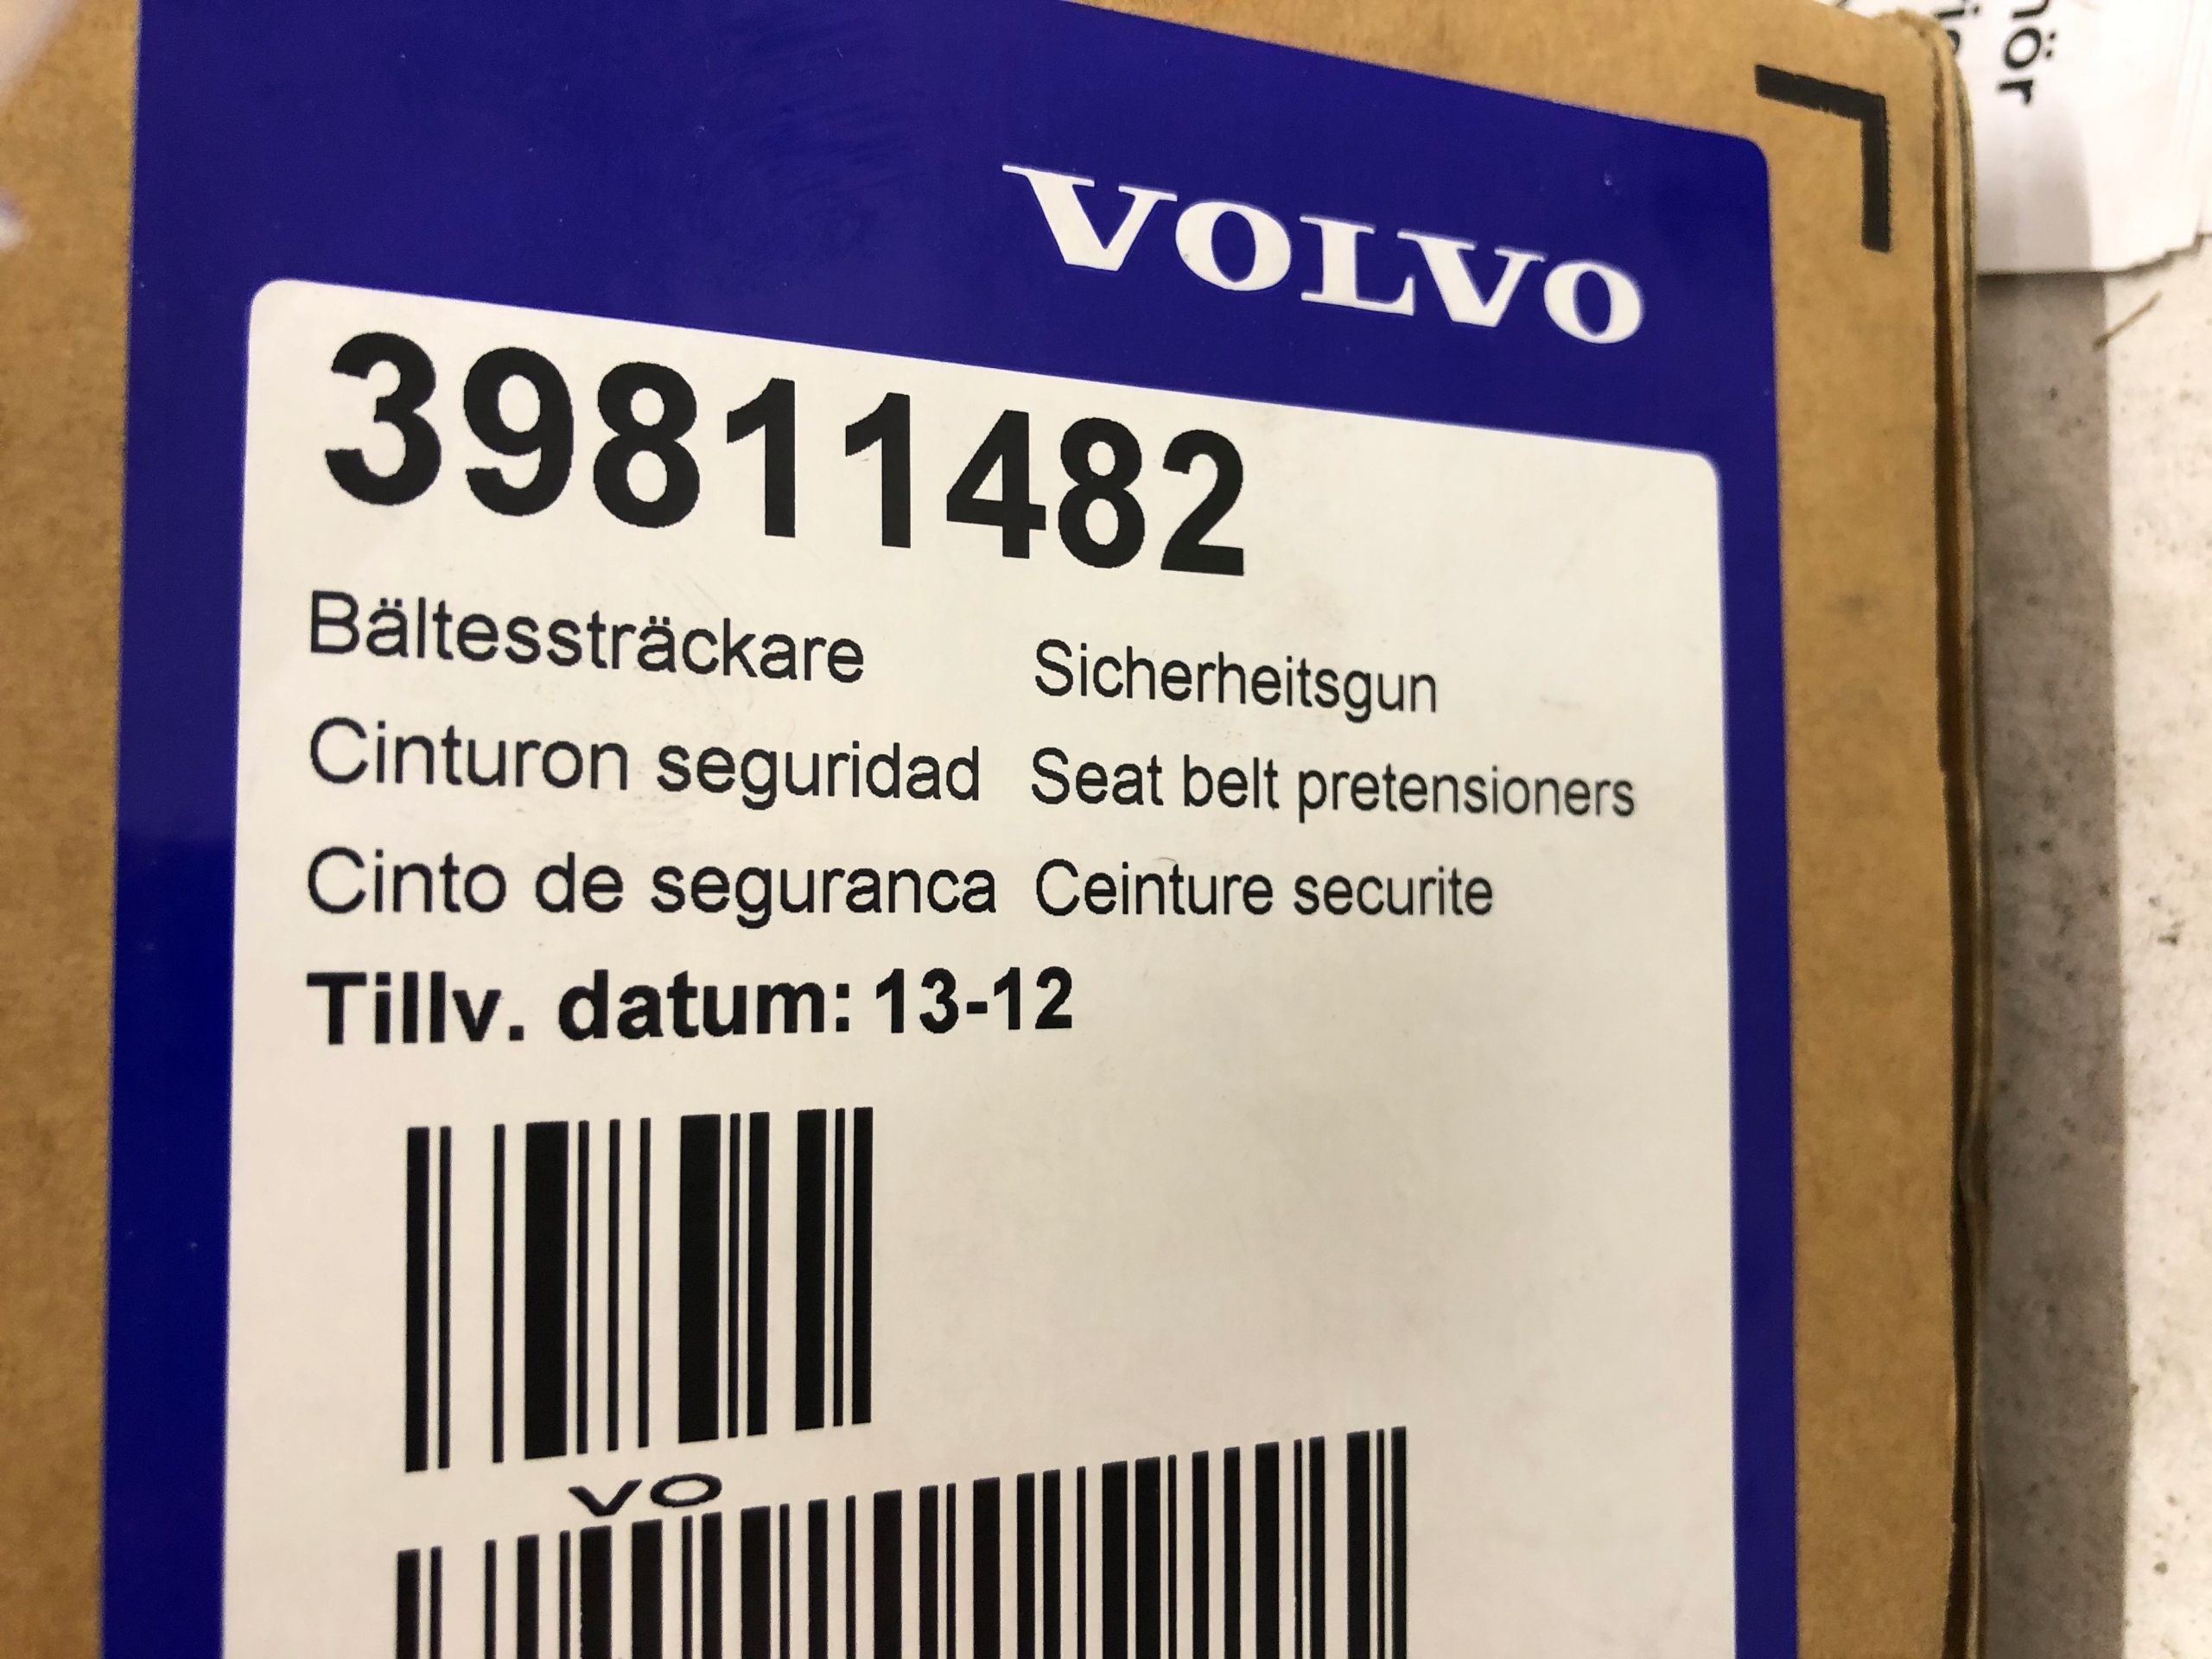 VOLVO
39811482
Bältessträckare Sicherheitsgun
Cinturon seguridad Seat belt pretensioners
Cinto de seguranca Ceinture securite
Tillv. datum: 13-12
VO